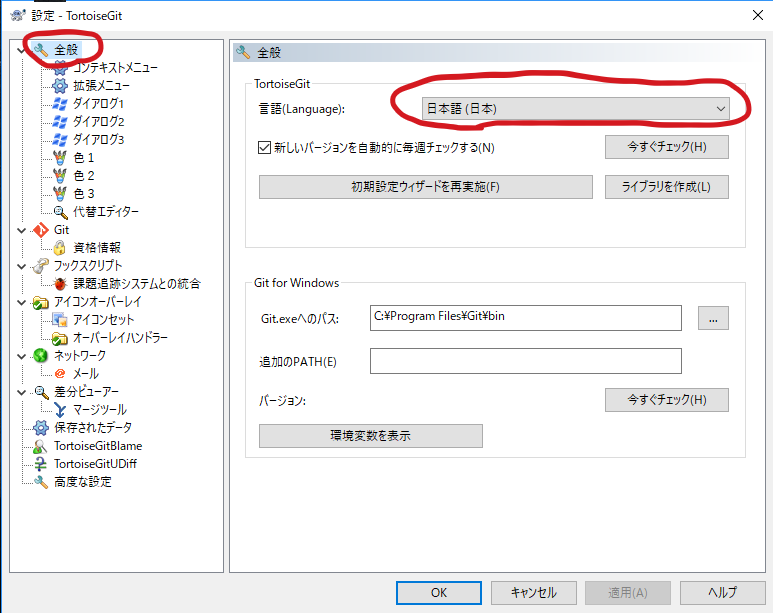 設定 - TortoiseGit
全般
コンテキストメニュー
拡張メニュー
ダイアログ1
ダイアログ2
ダイアログ3
色 1
色 2
色 3
代替エディター
Git
資格情報
フックスクリプト
課題追跡システムとの統合
アイコンオーバーレイ
アイコンセット
オーバーレイハンドラー
ネットワーク
メール
差分ビューアー
マージツール
保存されたデータ
TortoiseGitBlame
TortoiseGitUDiff
高度な設定
全般
TortoiseGit
言語(Language): 日本語 (日本)
新しいバージョンを自動的に毎週チェックする(N) 今すぐチェック(H)
初期設定ウィザードを再実施(F) ライブラリを作成(L)
Git for Windows
Git.exeへのパス: C:¥Program Files¥Git¥bin ...
追加のPATH(E)
バージョン: 今すぐチェック(H)
環境変数を表示
OK キャンセル 適用(A) ヘルプ